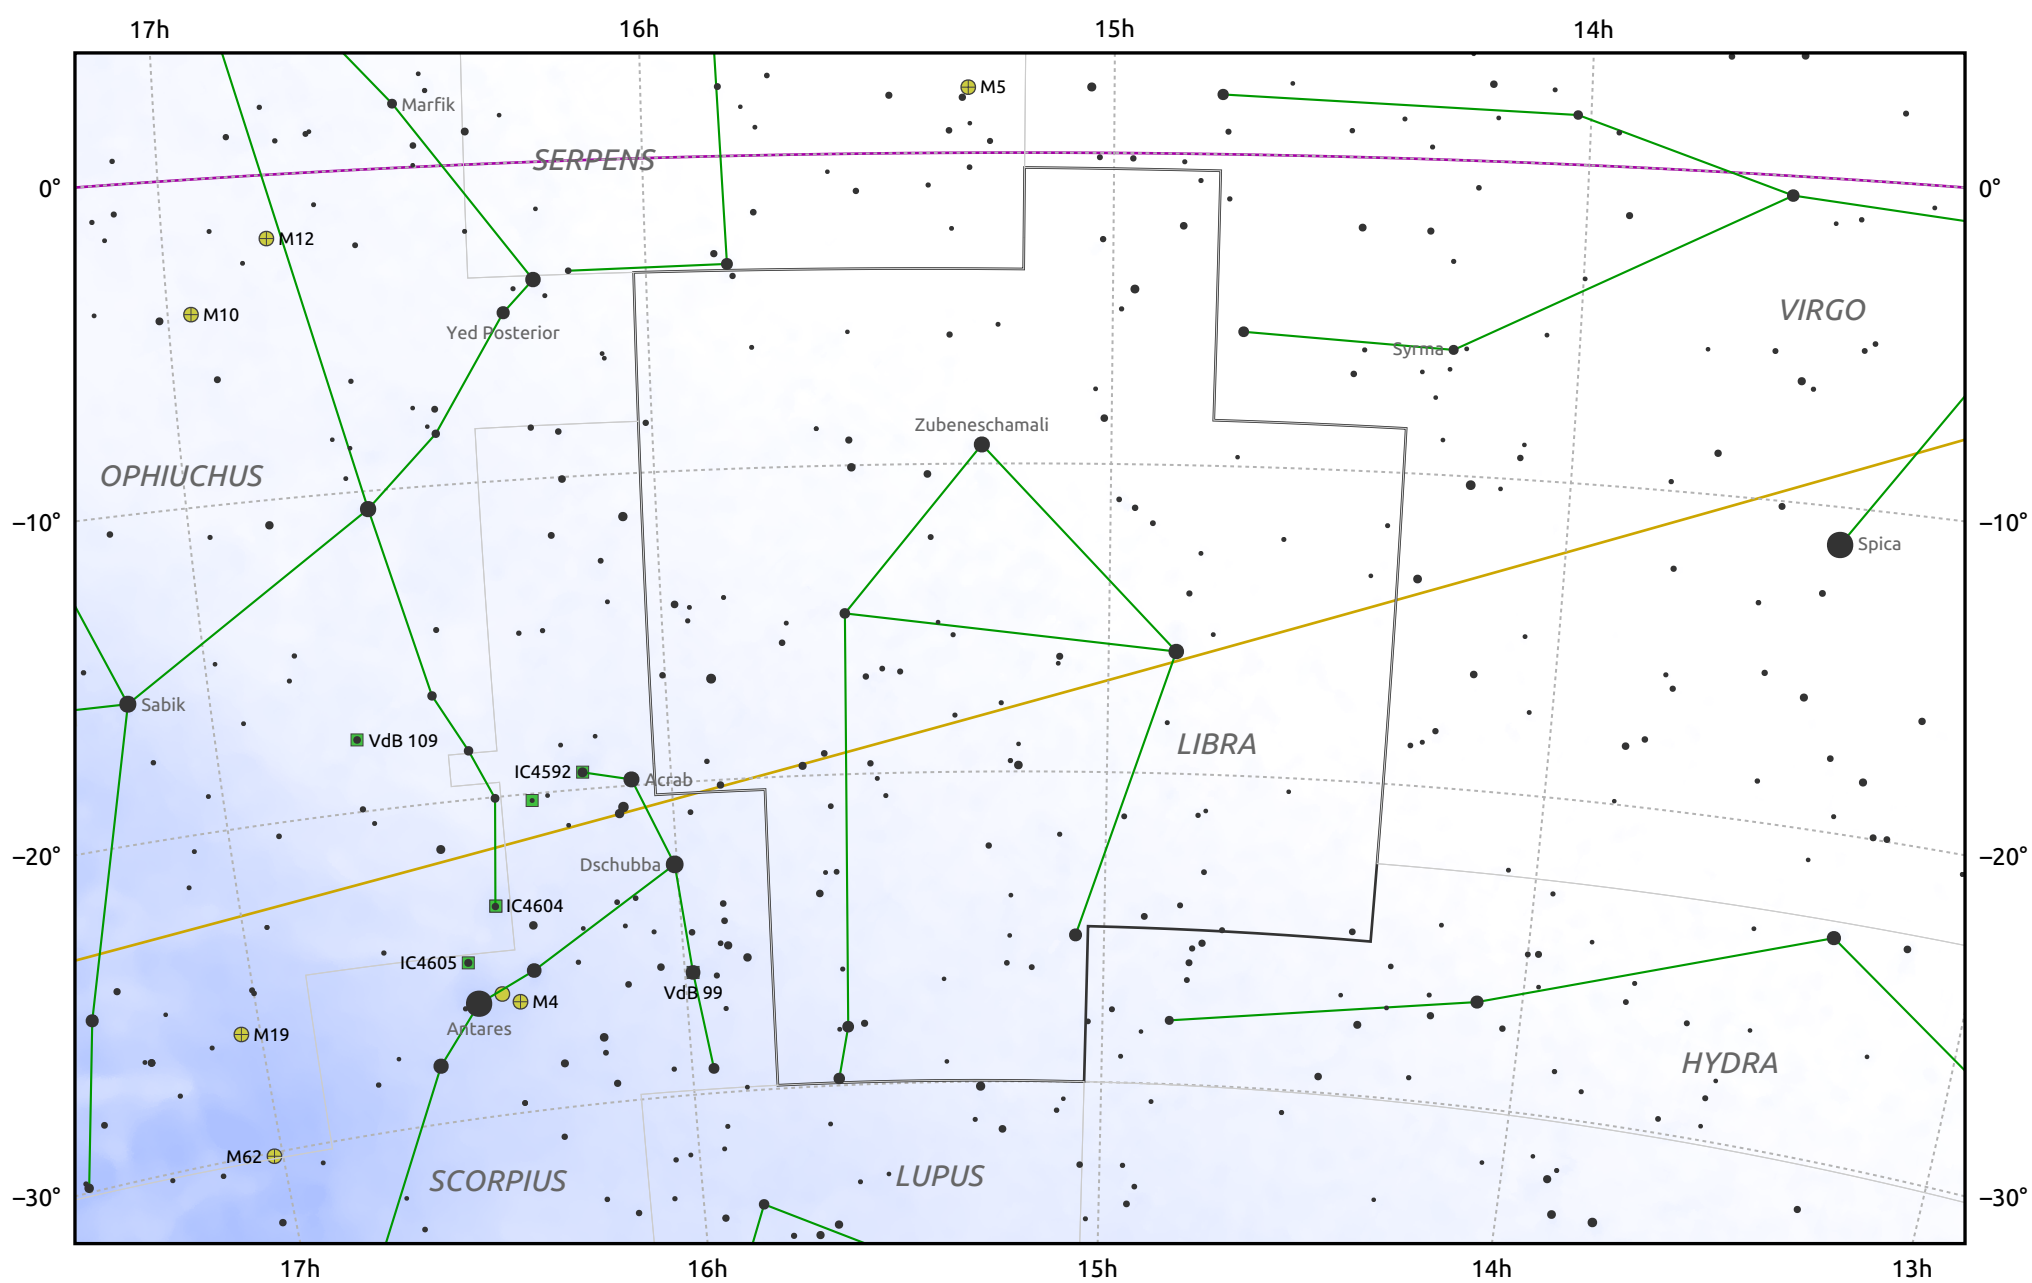 17h
16h
15h
14h
M5
Marfik
SERPENS
0°
0°
M12
M10
VIRGO
Yed Posterior
Syrma
Zubeneschamali
OPHIUCHUS
−10°
−10°
Spica
Sabik
VdB 109
LIBRA
IC4592
Acrab
−20°
−20°
Dschubba
IC4604
IC4605
VdB 99
M4
Antares
M19
HYDRA
M62
SCORPIUS
LUPUS
−30°
−30°
17h
16h
15h
14h
13h